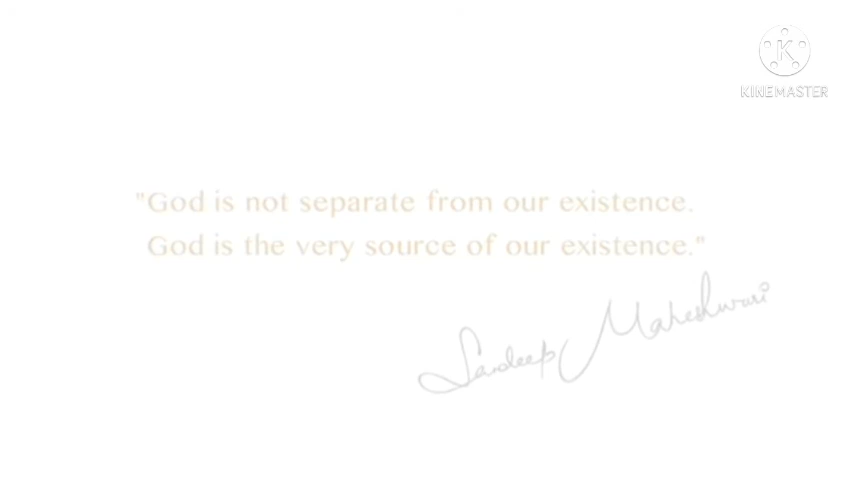 KINEMASTER
"God is not separate from our existence.
God is the very source of our existence."
Sandeep Maheshwari